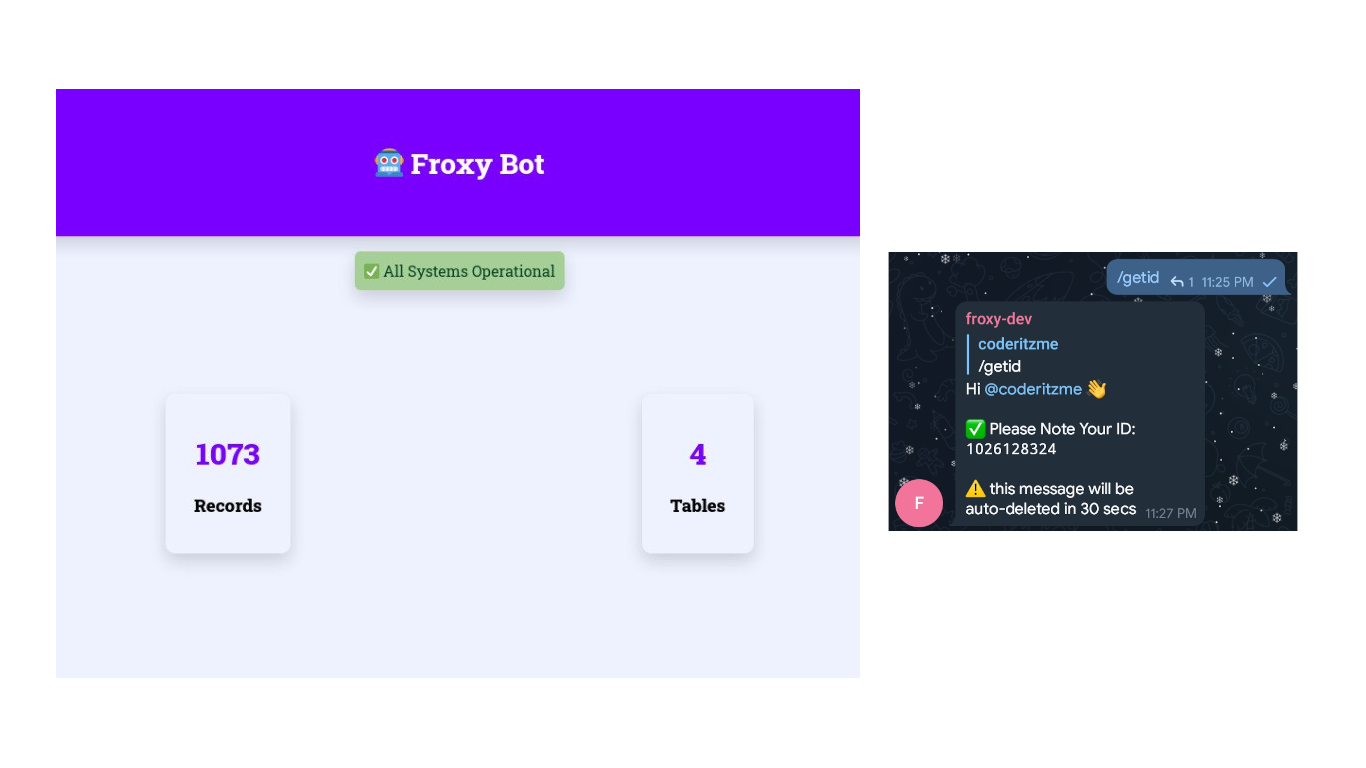 🤖 Froxy Bot
✅ All Systems Operational
1073
Records
4
Tables
/getid 1 11:25 PM
froxy-dev
coderitzme
/getid
Hi @coderitzme 👋
✅ Please Note Your ID:
1026128324
⚠️ this message will be
auto-deleted in 30 secs 11:27 PM
F